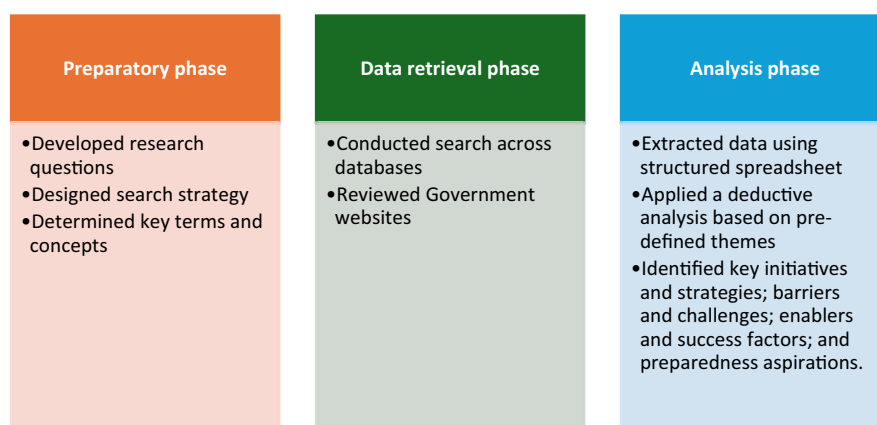 Preparatory phase
•Developed research
questions
•Designed search strategy
•Determined key terms and
concepts
Data retrieval phase
•Conducted search across
databases
•Reviewed Government
websites
Analysis phase
•Extracted data using
structured spreadsheet
•Applied a deductive
analysis based on pre-
defined themes
•Identified key initiatives
and strategies; barriers
and challenges; enablers
and success factors; and
preparedness aspirations.